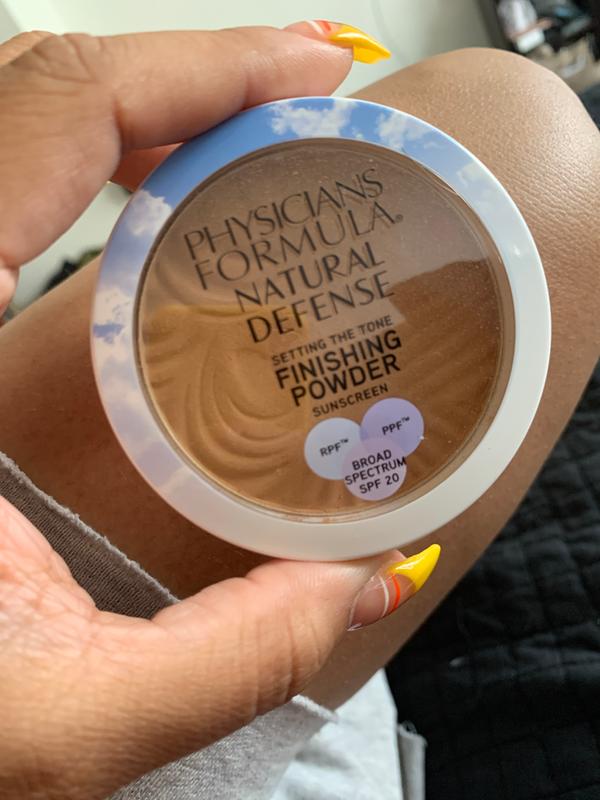 PHYSICIANS
FORMULA®
NATURAL
DEFENSE
SETTING THE TONE
FINISHING
POWDER
SUNSCREEN
RPF™
PPF™
BROAD
SPECTRUM
SPF 20